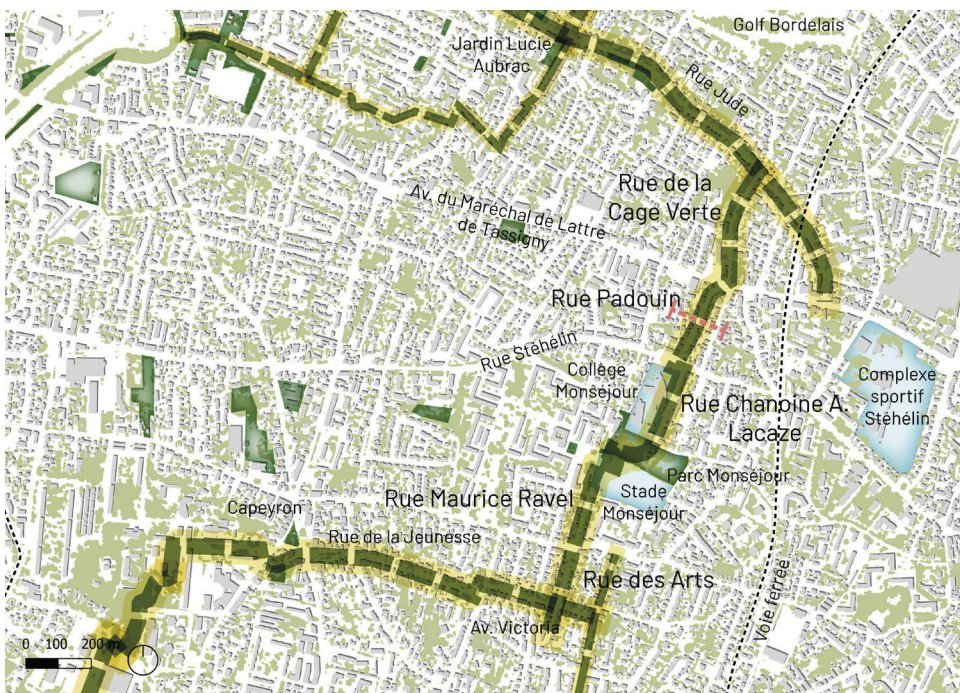 Golf Bordelais
Jardin Lucie
Aubrac
Rue Jude
Rue de la
Cage Verte
Av. du Maréchal de Lattre
de Tassigny
Rue Padouin
Rue Stéhélin
Collège
Monséjour
Complexe
sportif
Stéhélin
Rue Chanoine A.
Lacaze
Parc Monséjour
Rue Maurice Ravel
Stade
Monséjour
Capeyron
Rue de la Jeunesse
Rue des Arts
Voie ferrée
Av. Victoria
0 100 200 m